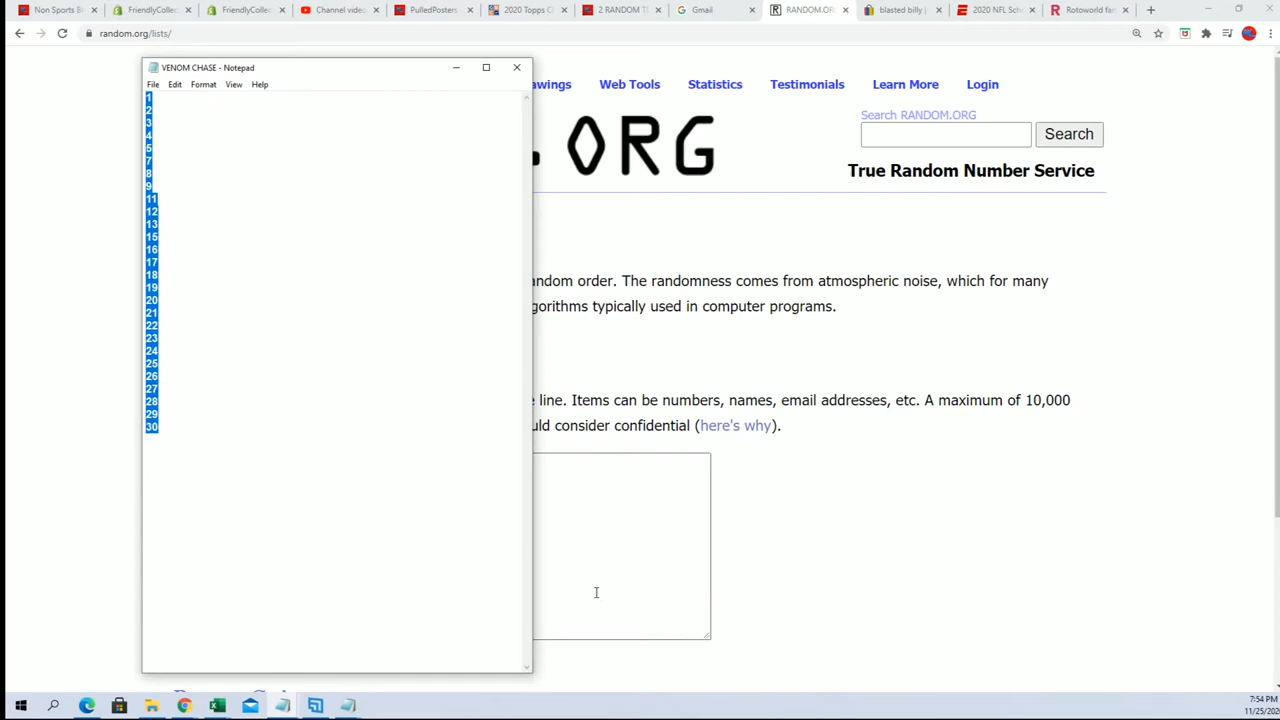 Non Sports Bi
FriendlyCollec
FriendlyCollec
Channel video
PulledPosters
2020 Topps C
2 RANDOM T
Gmail
RANDOM.OR
blasted billy |
2020 NFL Sch
Rotoworld fan
random.org/lists/
VENOM CHASE - Notepad
File Edit Format View Help
1
2
3
4
5
7
8
9
11
12
13
15
16
17
18
19
20
21
22
23
24
25
26
27
28
29
30
awings Web Tools Statistics Testimonials Learn More Login
Search RANDOM.ORG
Search
.ORG
True Random Number Service
andom order. The randomness comes from atmospheric noise, which for many
gorithms typically used in computer programs.
e line. Items can be numbers, names, email addresses, etc. A maximum of 10,000
uld consider confidential (here's why).
7:54 PM
11/25/20